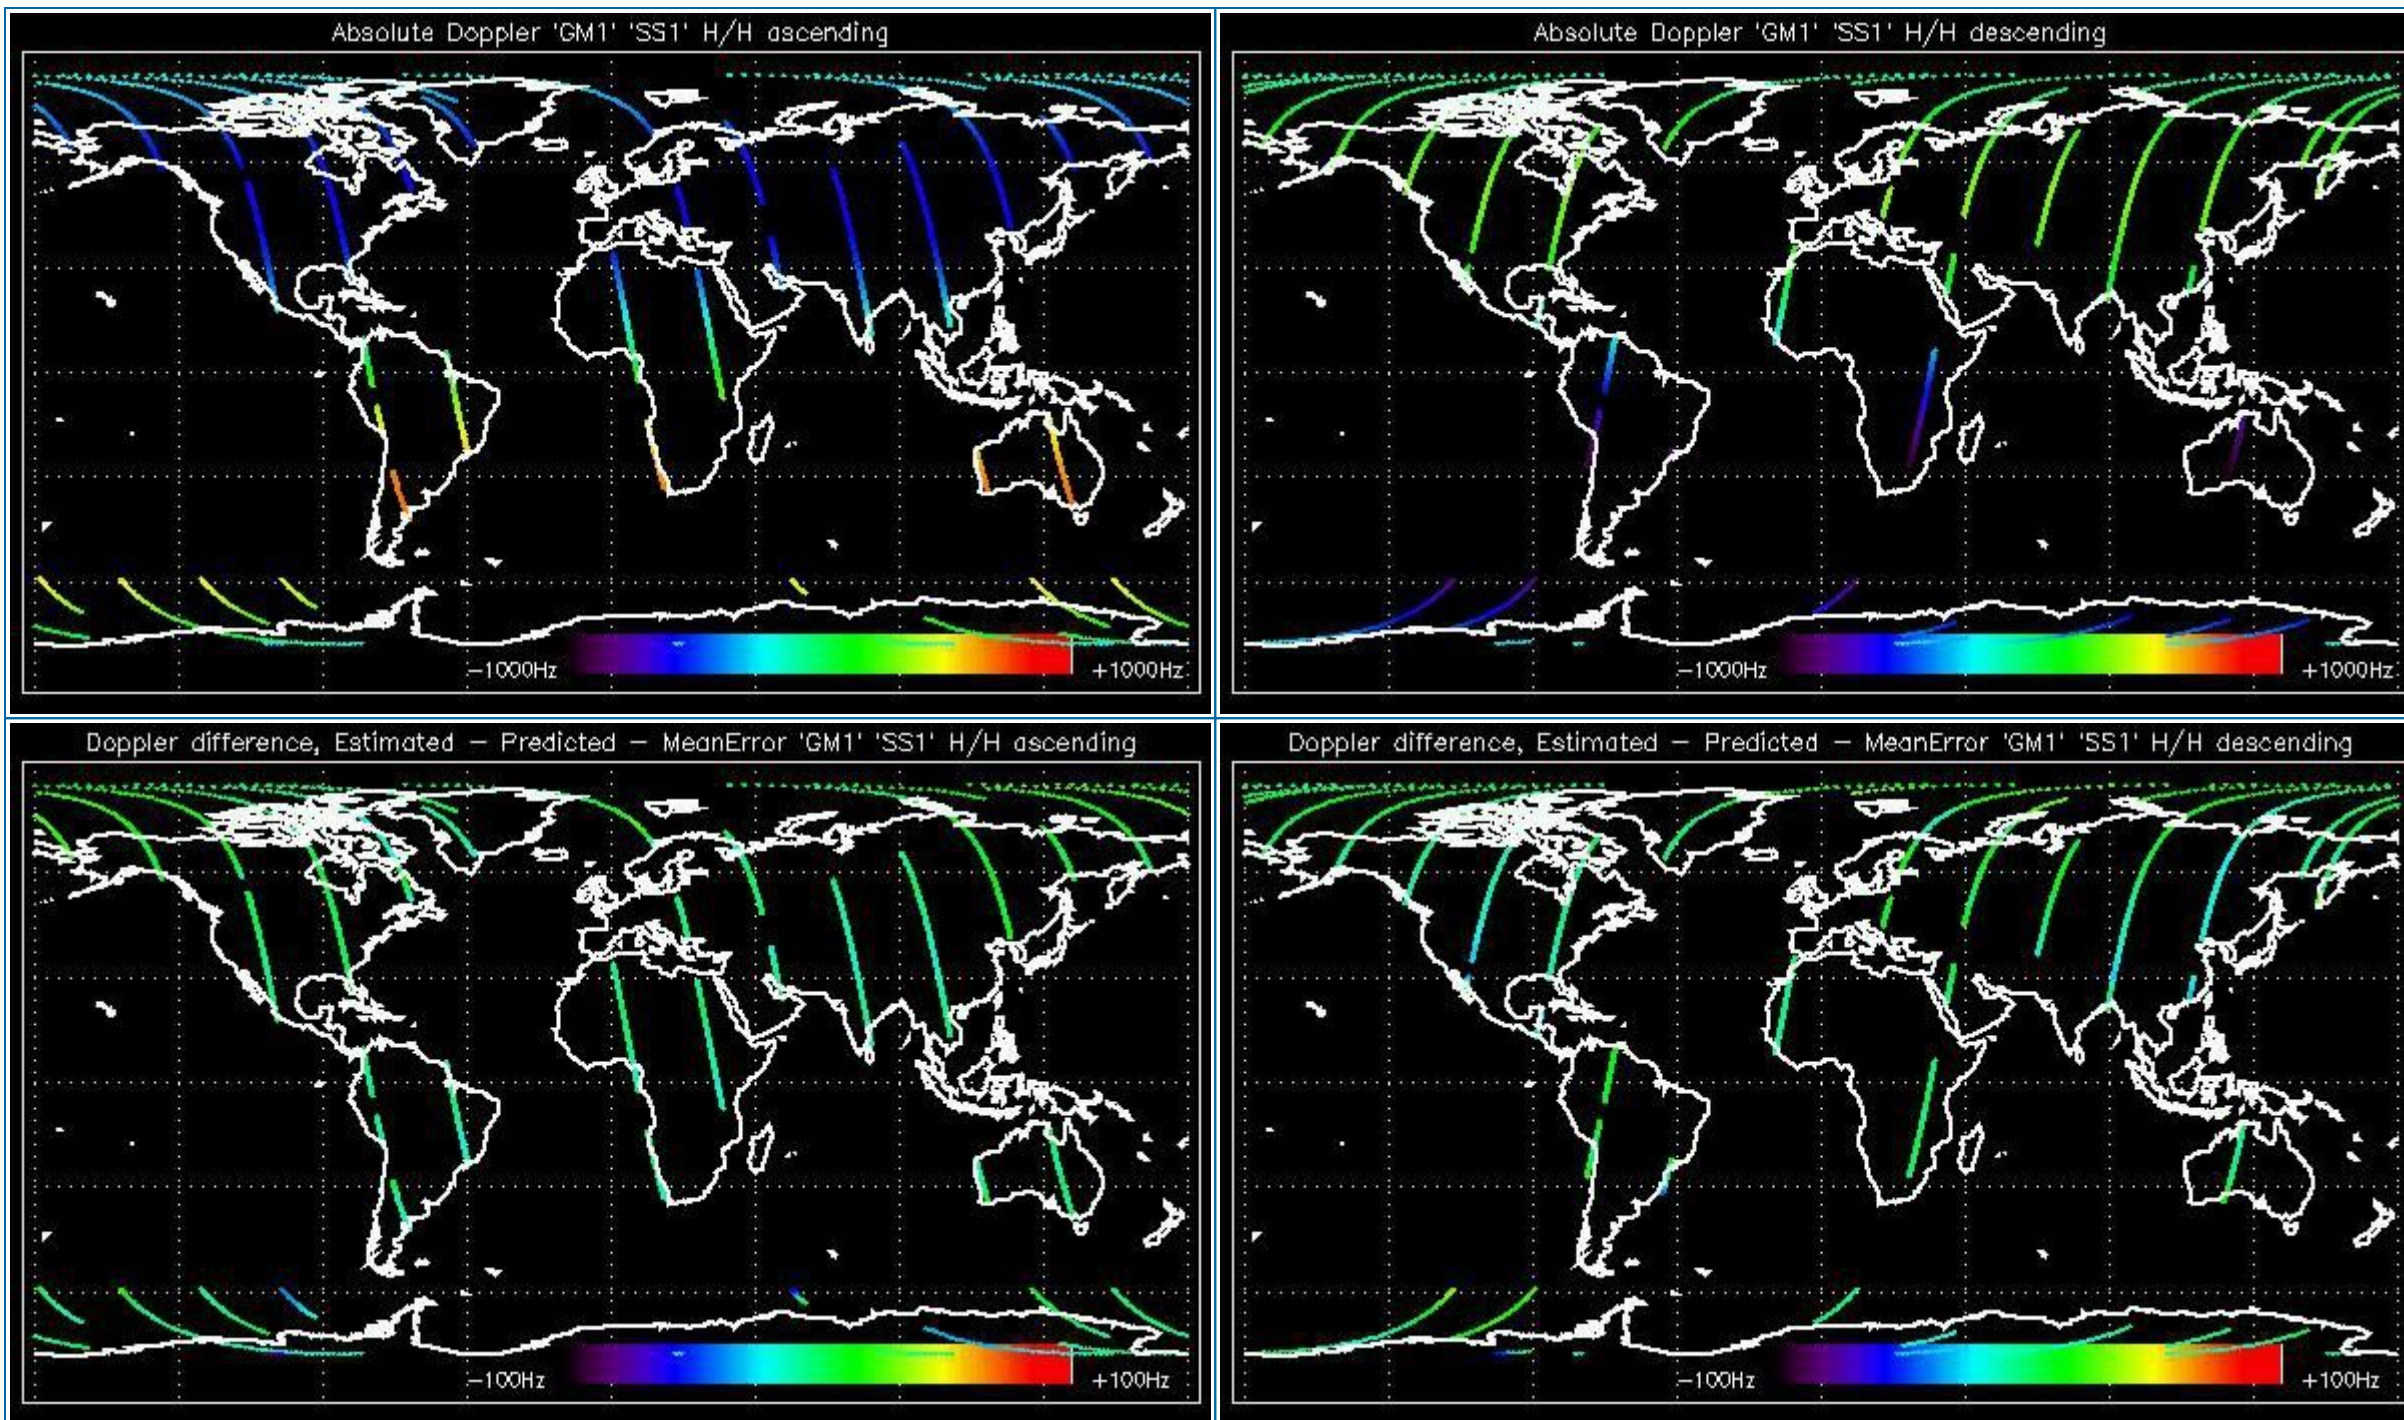 Absolute Doppler 'GM1' 'SS1' H/H ascending
-1000Hz
+1000Hz
Absolute Doppler 'GM1' 'SS1' H/H descending
-1000Hz
+1000Hz
Doppler difference, Estimated - Predicted - MeanError 'GM1' 'SS1' H/H ascending
-100Hz
+100Hz
Doppler difference, Estimated - Predicted - MeanError 'GM1' 'SS1' H/H descending
-100Hz
+100Hz